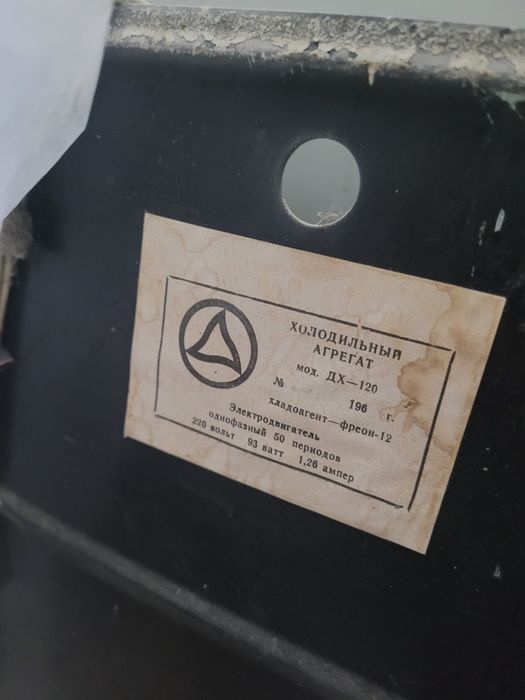 ХОЛОДИЛЬНЫЙ
АГРЕГАТ
мод. ДХ—120
№ 196 г.
хладоагент—фреон-12
Электродвигатель
однофазный 50 периодов
220 вольт 93 ватт 1,26 ампер